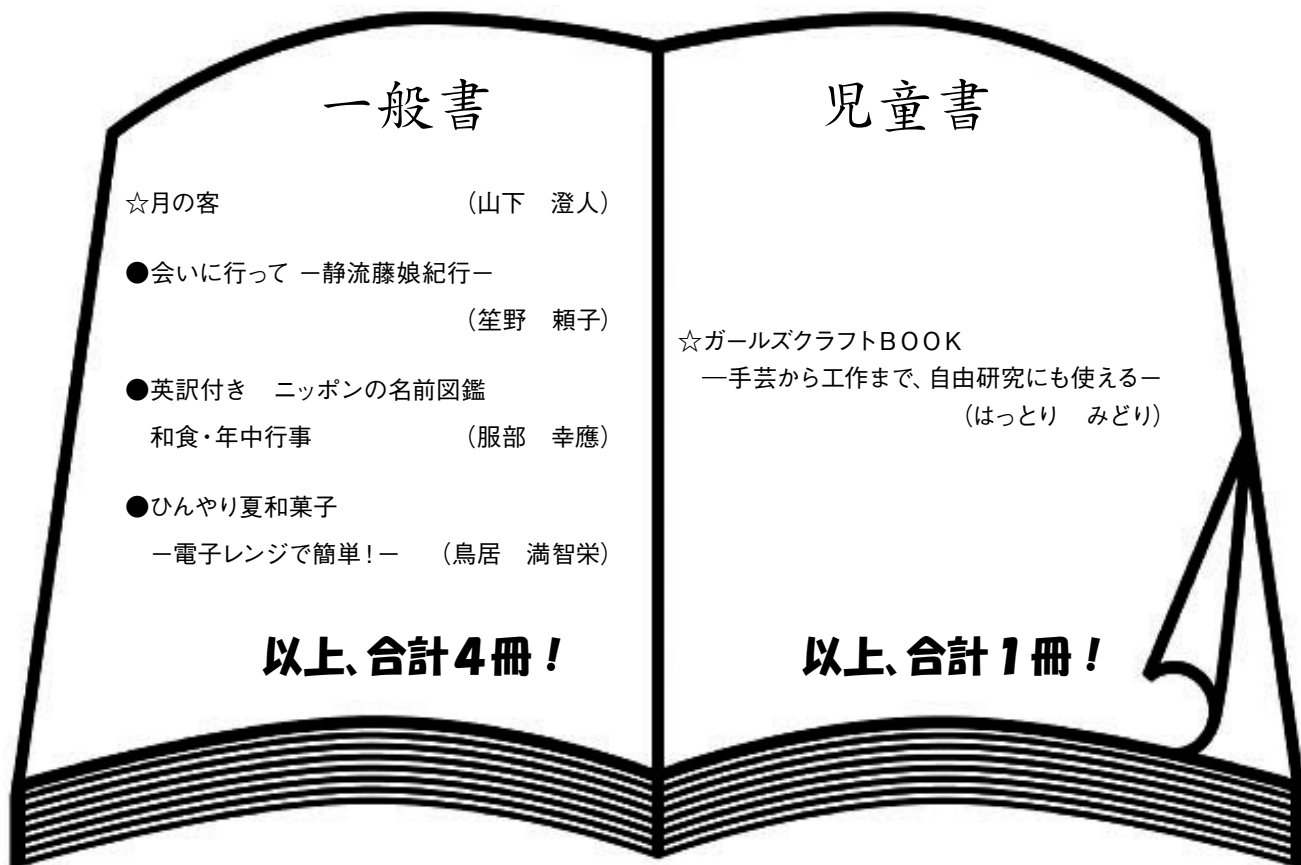 一般書
☆月の客　(山下　澄人)
●会いに行って －静流藤娘紀行－
(笙野　頼子)
●英訳付き　ニッポンの名前図鑑
和食・年中行事　(服部　幸應)
●ひんやり夏和菓子
－電子レンジで簡単！－　(鳥居　満智栄)
以上、合計４冊！
児童書
☆ガールズクラフトＢＯＯＫ
―手芸から工作まで、自由研究にも使える－
(はっとり　みどり)
以上、合計１冊！